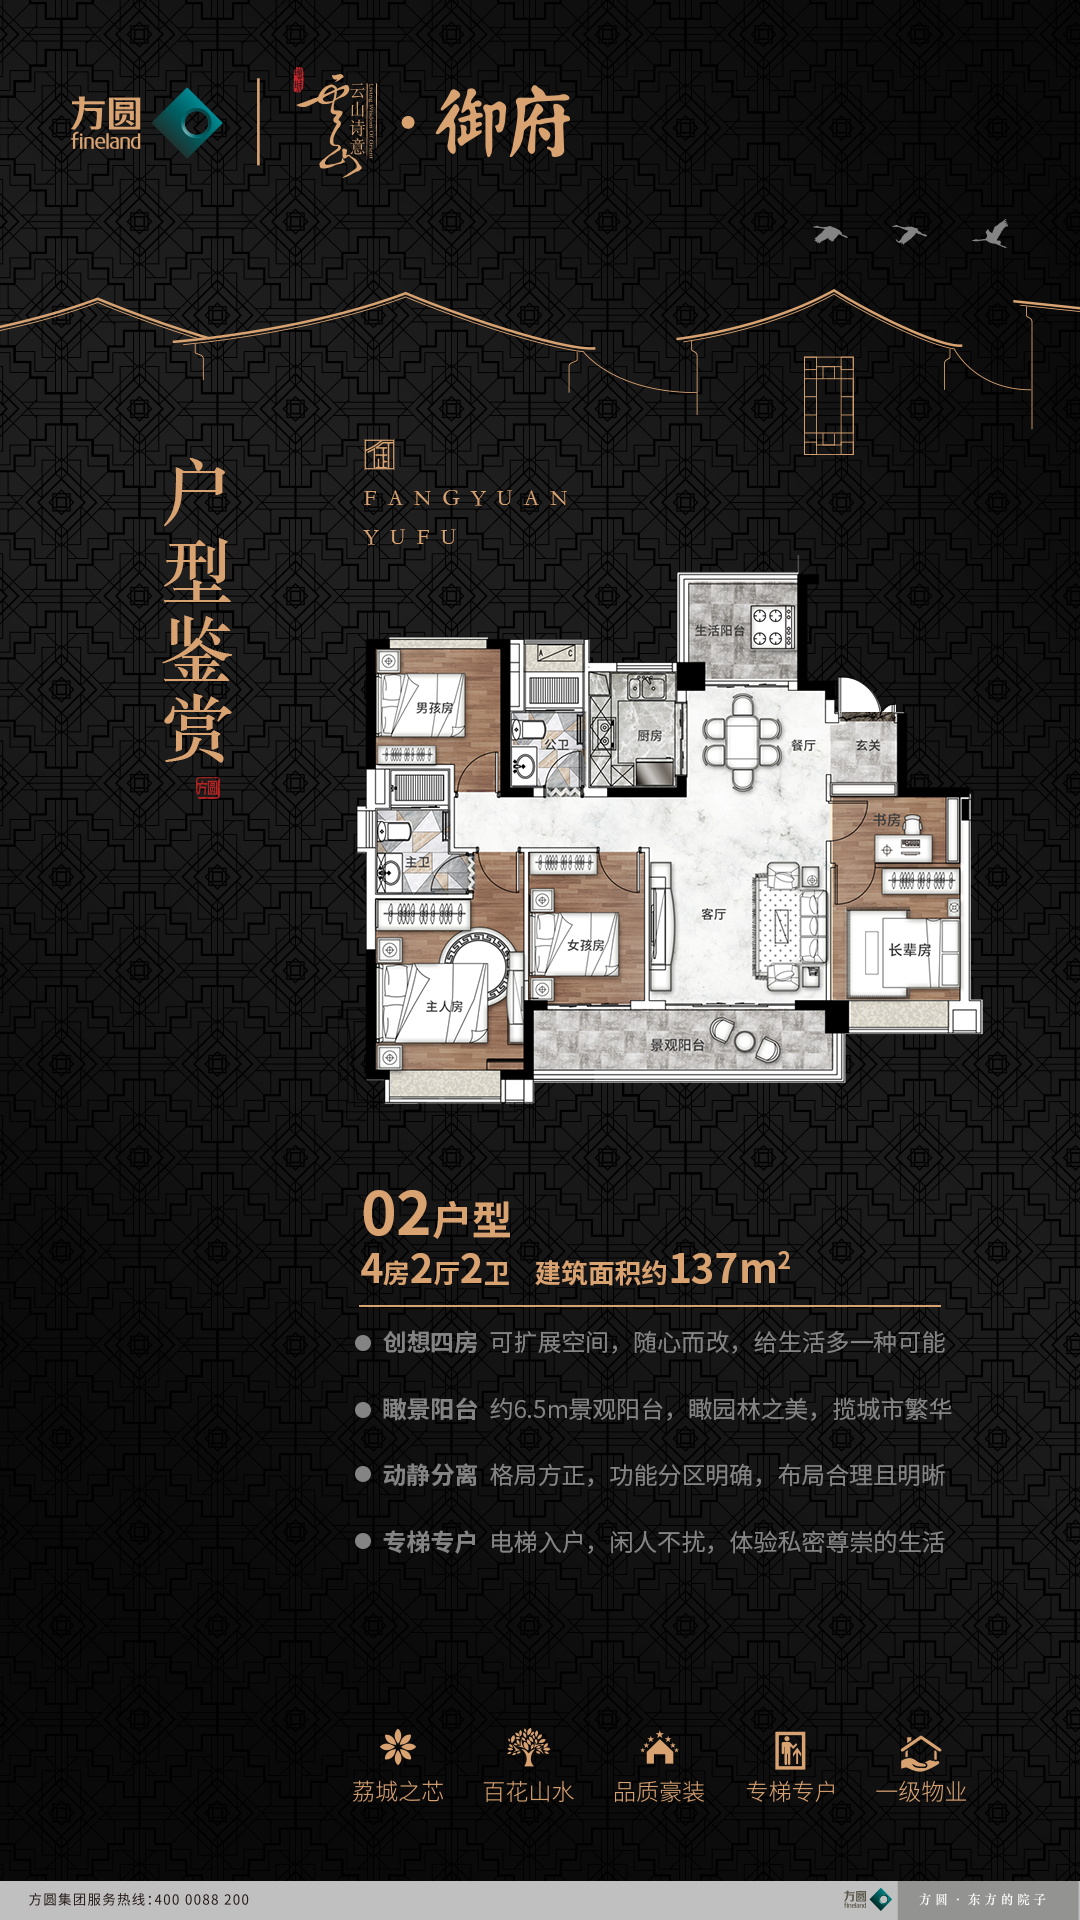 方圆
fineland
云山
云山诗意
Living Wisdom Of Orient
·御府
户型鉴赏
方圆
御
FANGYUAN
YUFU
生活阳台
A C
男孩房
公卫
厨房
餐厅
玄关
书房
主卫
客厅
女孩房
长辈房
主人房
景观阳台
02户型
4房2厅2卫 建筑面积约137m²
创想四房 可扩展空间，随心而改，给生活多一种可能
瞰景阳台 约6.5m景观阳台，瞰园林之美，揽城市繁华
动静分离 格局方正，功能分区明确，布局合理且明晰
专梯专户 电梯入户，闲人不扰，体验私密尊崇的生活
荔城之芯 百花山水 品质豪装 专梯专户 一级物业
方圆集团服务热线:400 0088 200
方圆
fineland
方圆·东方的院子